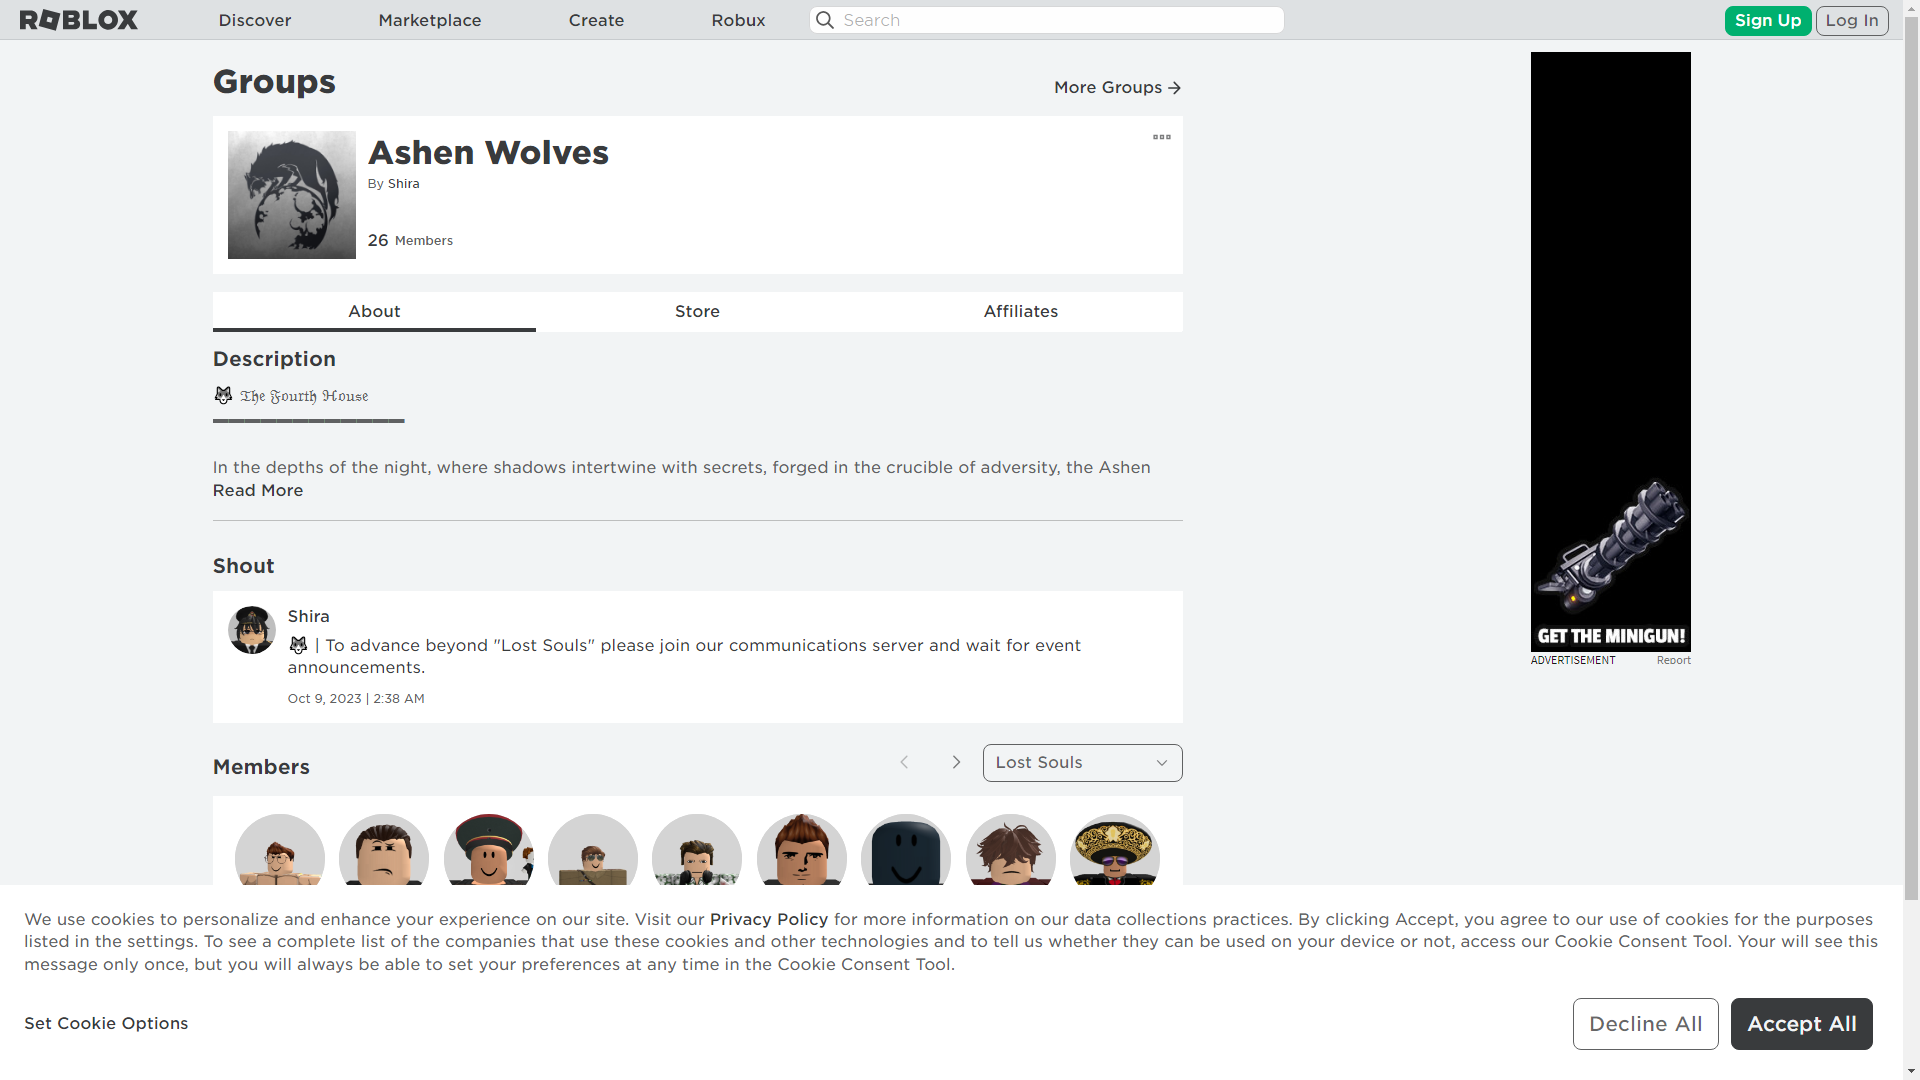 ROBLOX
Discover
Marketplace
Create
Robux
Search
Sign Up
Log In
Groups
More Groups
Ashen Wolves
By Shira
26 Members
About
Store
Affiliates
Description
🐺 𝔗𝔥𝔢 𝔉𝔬𝔲𝔯𝔱𝔥 ℌ𝔬𝔲𝔰𝔢
In the depths of the night, where shadows intertwine with secrets, forged in the crucible of adversity, the Ashen
Read More
Shout
Shira
🐺 | To advance beyond "Lost Souls" please join our communications server and wait for event
announcements.
Oct 9, 2023 | 2:38 AM
Members
Lost Souls
GET THE MINIGUN!
ADVERTISEMENT
Report
We use cookies to personalize and enhance your experience on our site. Visit our Privacy Policy for more information on our data collections practices. By clicking Accept, you agree to our use of cookies for the purposes
listed in the settings. To see a complete list of the companies that use these cookies and other technologies and to tell us whether they can be used on your device or not, access our Cookie Consent Tool. Your will see this
message only once, but you will always be able to set your preferences at any time in the Cookie Consent Tool.
Set Cookie Options
Decline All
Accept All